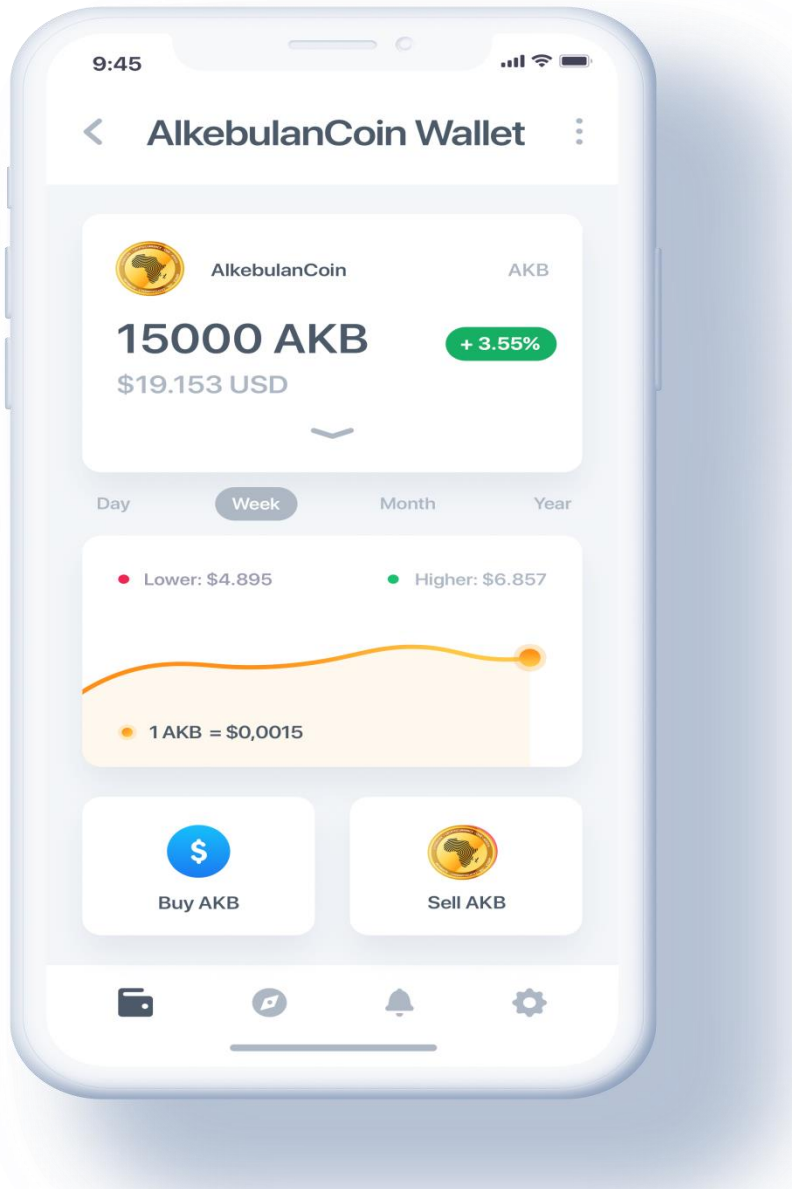 9:45
AlkebulanCoin Wallet
AlkebulanCoin AKB
15000 AKB + 3.55%
$19.153 USD
Day Week Month Year
Lower: $4.895 Higher: $6.857
1 AKB = $0,0015
$
Buy AKB Sell AKB